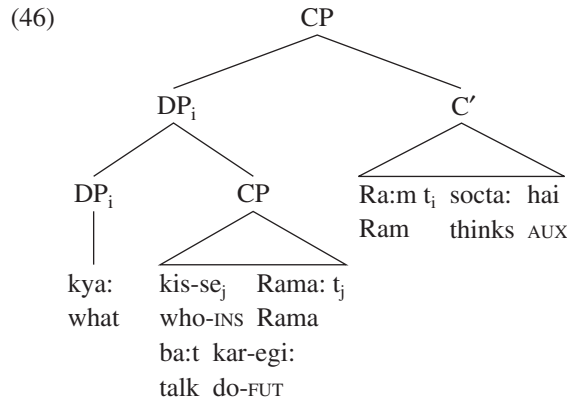 (46) CP
DPi C′
DPi CP Ra:m ti socta: hai
Ram thinks AUX
kya: kis-sej Rama: tj
what who-INS Rama
ba:t kar-egi:
talk do-FUT